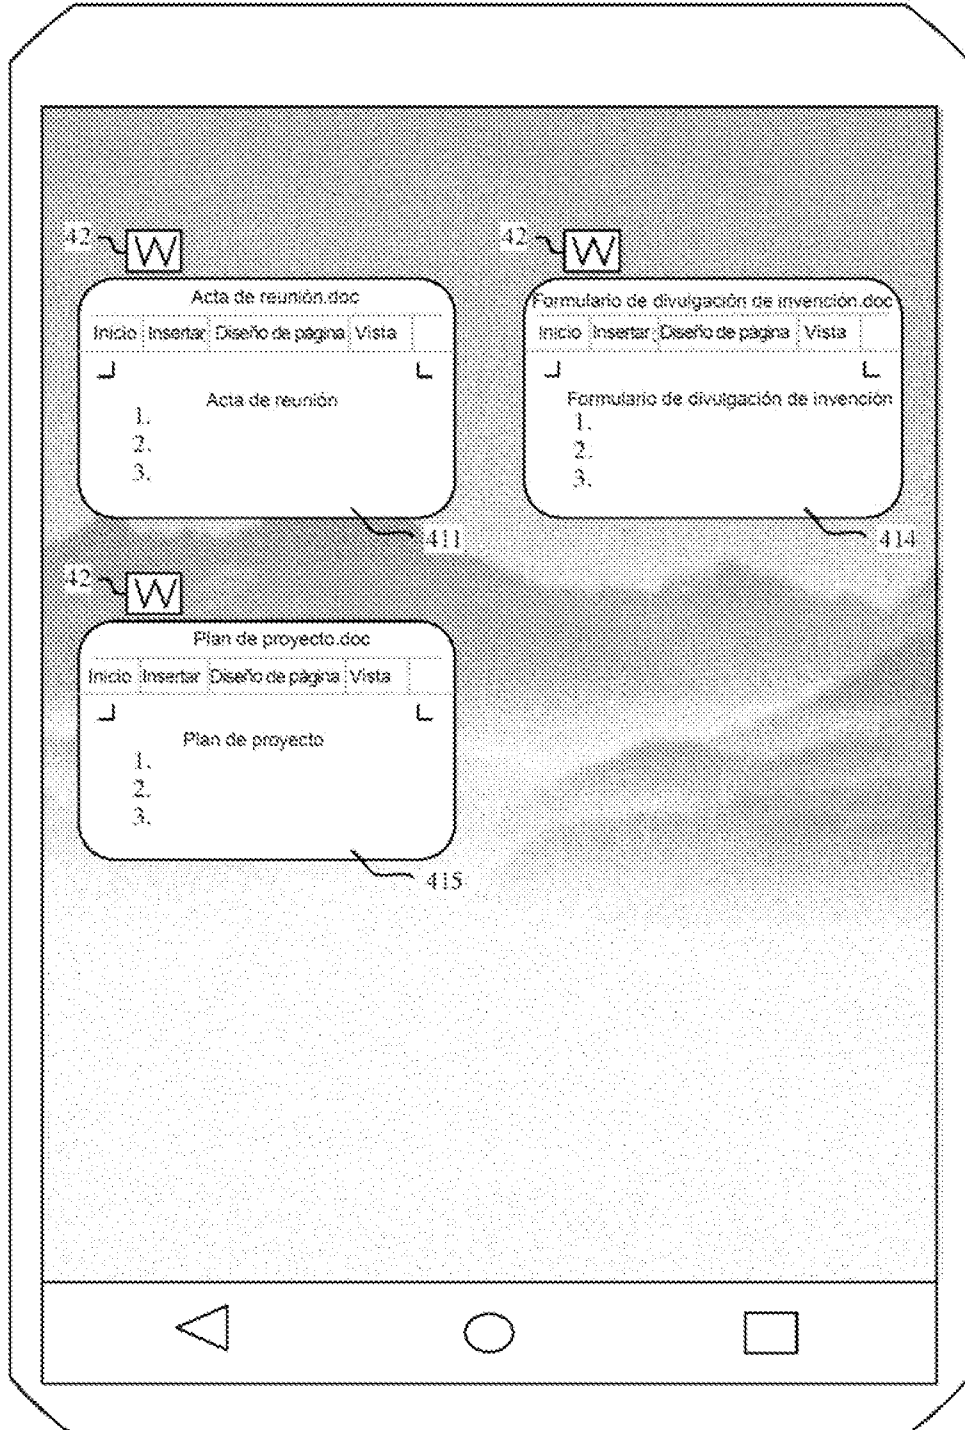 42 W
Acta de reunión.doc
Inicio Insertar Diseño de página Vista
Acta de reunión
1.
2.
3.
411
42 W
Formulario de divulgación de invención.doc
Inicio Insertar Diseño de página Vista
Formulario de divulgación de invención
1.
2.
3.
414
42 W
Plan de proyecto.doc
Inicio Insertar Diseño de página Vista
Plan de proyecto
1.
2.
3.
415